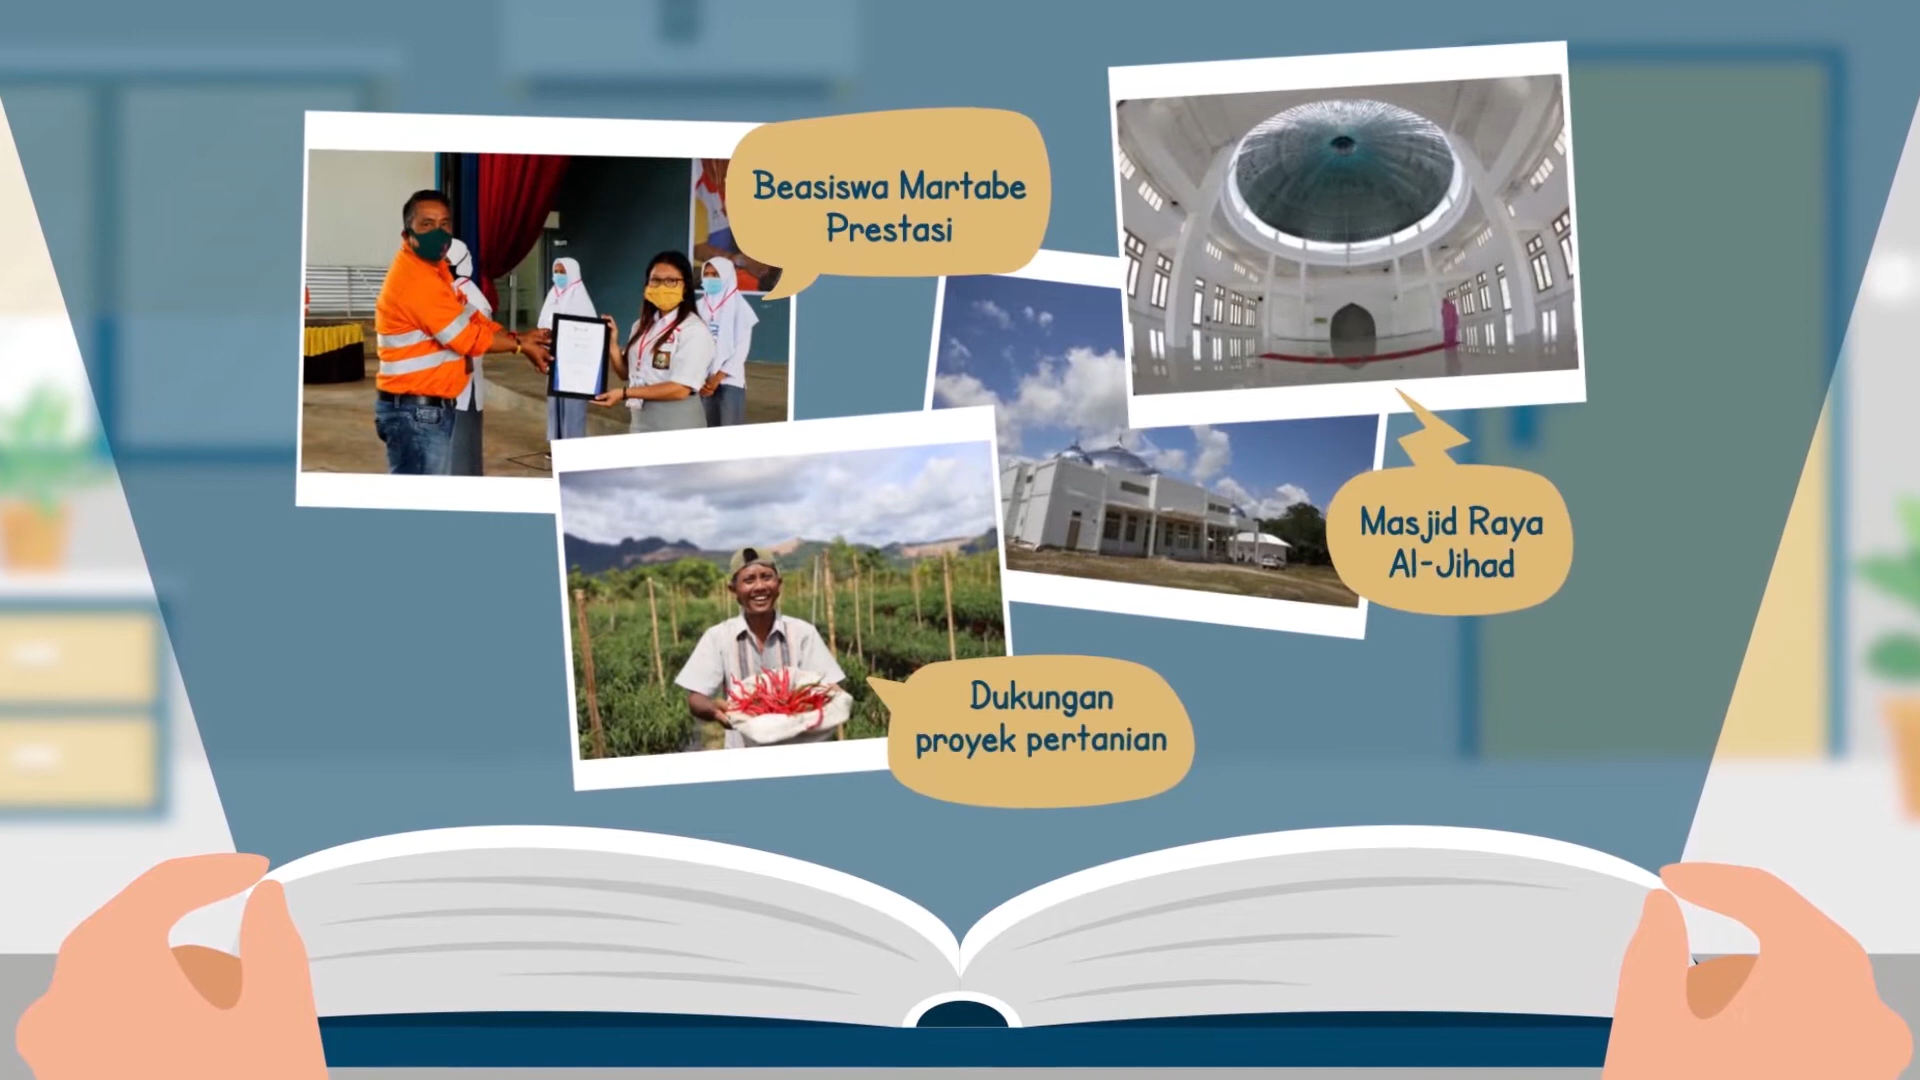 Beasiswa Martabe
Prestasi
Masjid Raya
Al-Jihad
Dukungan
proyek pertanian